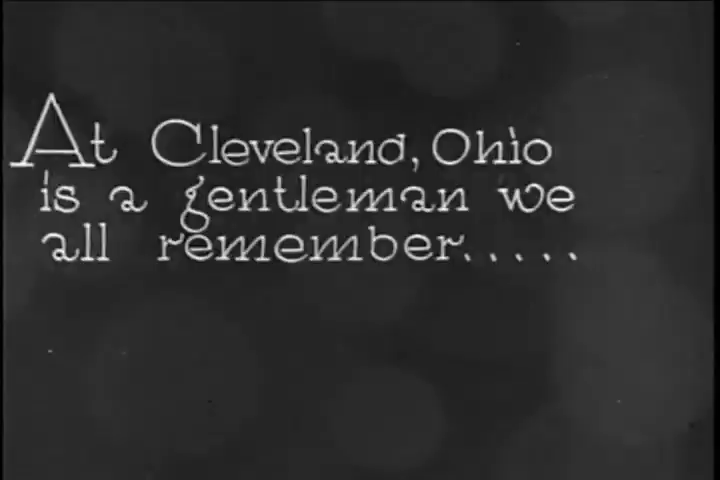 At Cleveland, Ohio
is a gentleman we
all remember.....